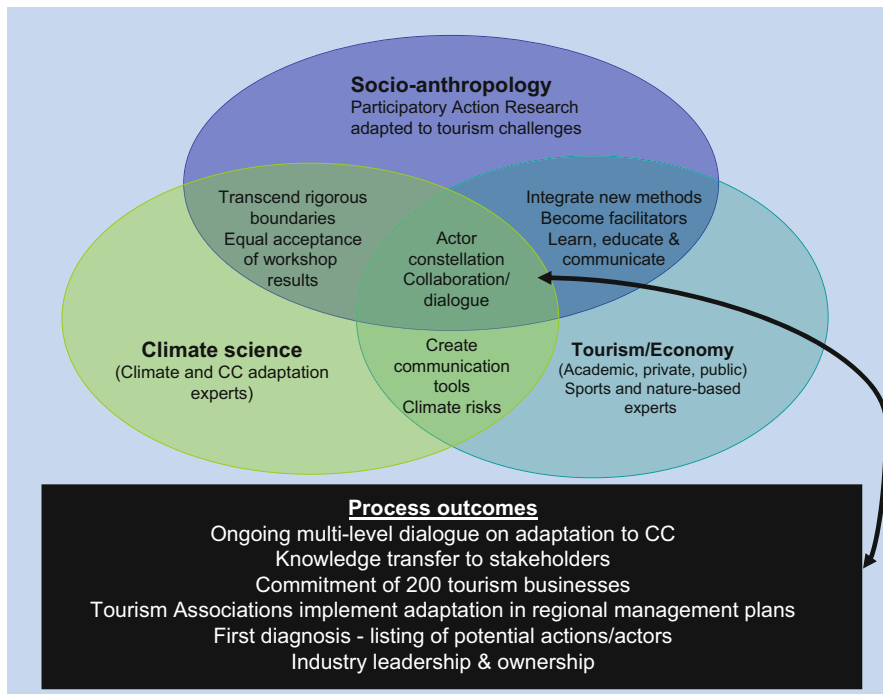 Socio-anthropology
Participatory Action Research
adapted to tourism challenges
Transcend rigorous
boundaries
Equal acceptance
of workshop
results
Integrate new methods
Become facilitators
Learn, educate &
communicate
Actor
constellation
Collaboration/
dialogue
Climate science
(Climate and CC adaptation
experts)
Create
communication
tools
Climate risks
Tourism/Economy
(Academic, private, public)
Sports and nature-based
experts
Process outcomes
Ongoing multi-level dialogue on adaptation to CC
Knowledge transfer to stakeholders
Commitment of 200 tourism businesses
Tourism Associations implement adaptation in regional management plans
First diagnosis - listing of potential actions/actors
Industry leadership & ownership